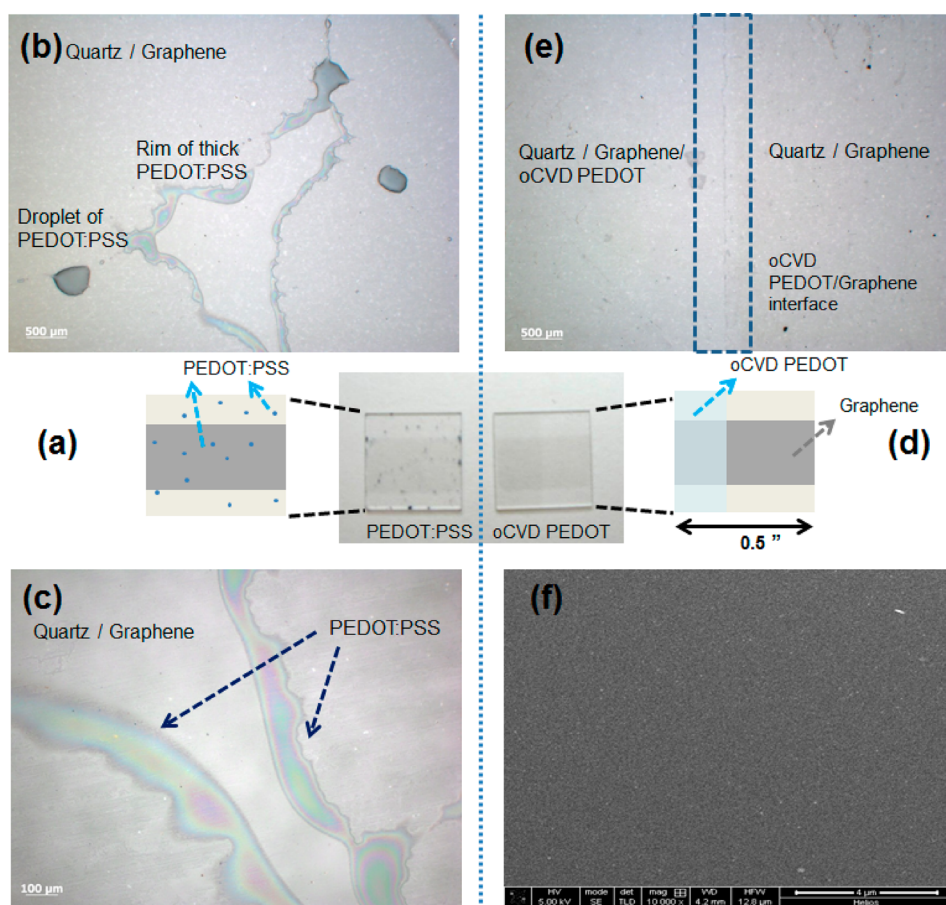 (b)
Quartz / Graphene
Rim of thick
PEDOT:PSS
Droplet of
PEDOT:PSS
500 µm
(e)
Quartz / Graphene/
oCVD PEDOT
Quartz / Graphene
oCVD
PEDOT/Graphene
interface
500 µm
PEDOT:PSS
(a)
PEDOT:PSS
oCVD PEDOT
oCVD PEDOT
Graphene
(d)
0.5 "
(c)
Quartz / Graphene
PEDOT:PSS
100 µm
(f)
HV mode det mag WD HFW 4 µm
5.00 kV SE TLD 10 000 x 4.2 mm 12.8 µm Helios